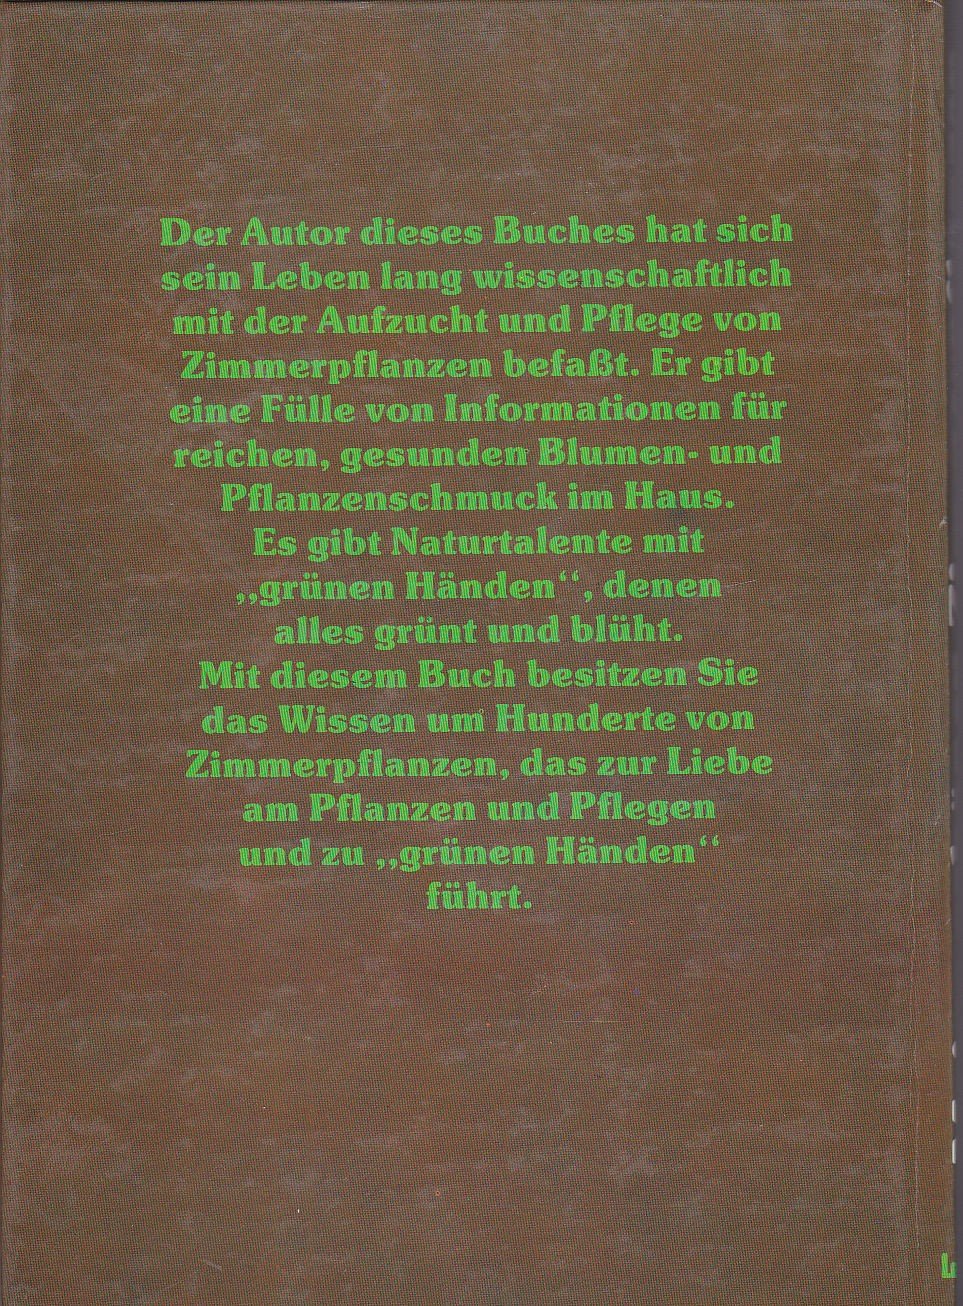 Der Autor dieses Buches hat sich
sein Leben lang wissenschaftlich
mit der Aufzucht und Pflege von
Zimmerpflanzen befaßt. Er gibt
eine Fülle von Informationen für
reichen, gesunden Blumen- und
Pflanzenschmuck im Haus.
Es gibt Naturtalente mit
„grünen Händen“, denen
alles grünt und blüht.
Mit diesem Buch besitzen Sie
das Wissen um Hunderte von
Zimmerpflanzen, das zur Liebe
am Pflanzen und Pflegen
und zu „grünen Händen“
führt.